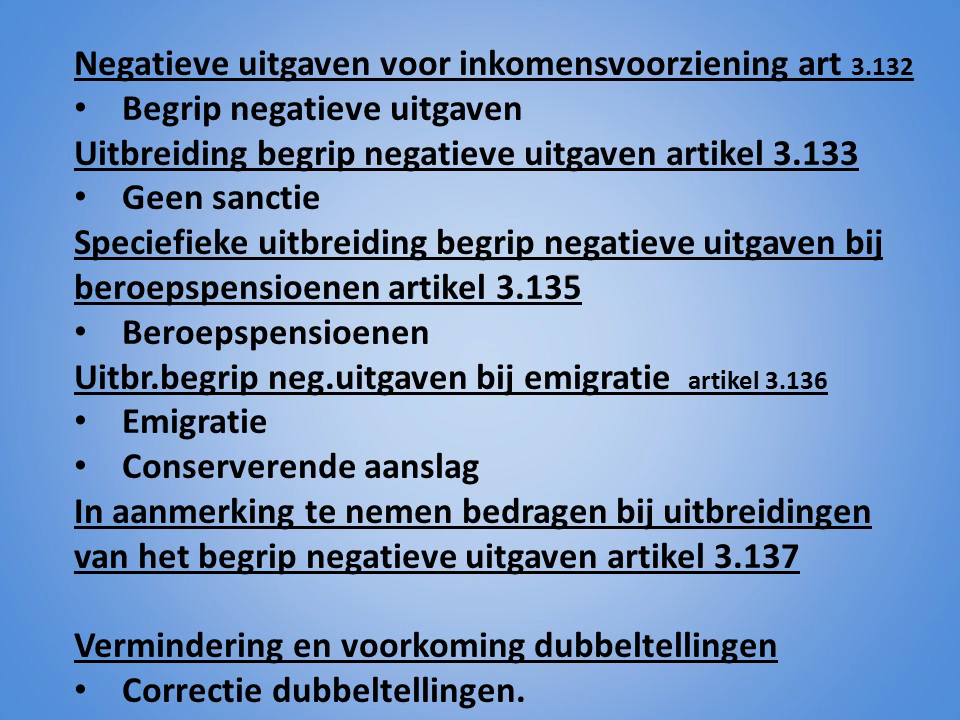 Negatieve uitgaven voor inkomensvoorziening art 3.132
• Begrip negatieve uitgaven
Uitbreiding begrip negatieve uitgaven artikel 3.133
• Geen sanctie
Speciefieke uitbreiding begrip negatieve uitgaven bij
beroepspensioenen artikel 3.135
• Beroepspensioenen
Uitbr.begrip neg.uitgaven bij emigratie artikel 3.136
• Emigratie
• Conserverende aanslag
In aanmerking te nemen bedragen bij uitbreidingen
van het begrip negatieve uitgaven artikel 3.137
Vermindering en voorkoming dubbeltellingen
• Correctie dubbeltellingen.